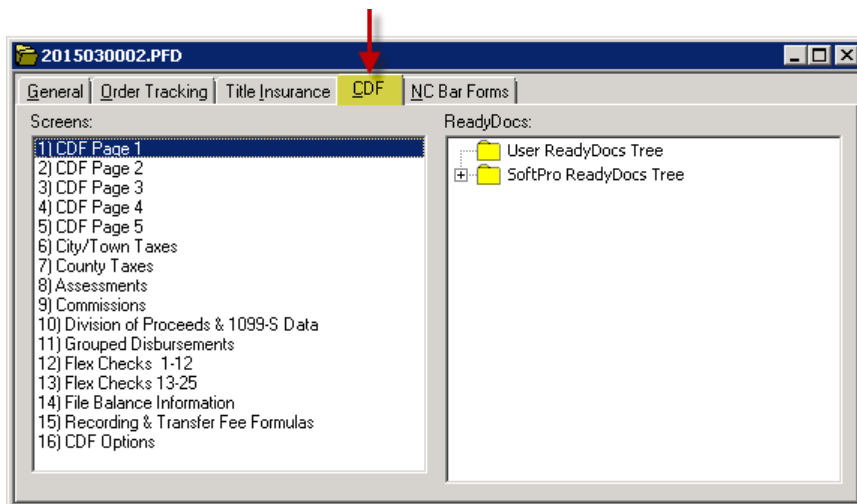 2015030002.PFD
General Order Tracking Title Insurance CDF NC Bar Forms
Screens:
1) CDF Page 1
2) CDF Page 2
3) CDF Page 3
4) CDF Page 4
5) CDF Page 5
6) City/Town Taxes
7) County Taxes
8) Assessments
9) Commissions
10) Division of Proceeds & 1099-S Data
11) Grouped Disbursements
12) Flex Checks 1-12
13) Flex Checks 13-25
14) File Balance Information
15) Recording & Transfer Fee Formulas
16) CDF Options
ReadyDocs:
User ReadyDocs Tree
SoftPro ReadyDocs Tree